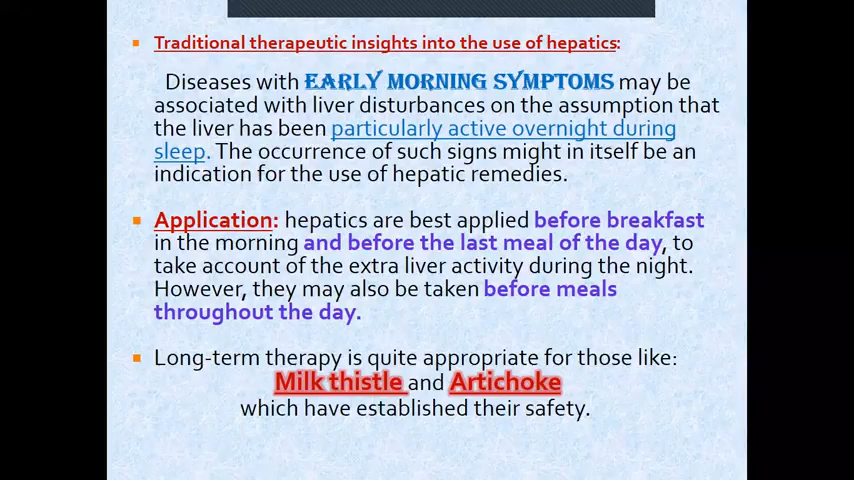 Traditional therapeutic insights into the use of hepatics:
Diseases with EARLY MORNING SYMPTOMS may be
associated with liver disturbances on the assumption that
the liver has been particularly active overnight during
sleep. The occurrence of such signs might in itself be an
indication for the use of hepatic remedies.
Application: hepatics are best applied before breakfast
in the morning and before the last meal of the day, to
take account of the extra liver activity during the night.
However, they may also be taken before meals
throughout the day.
Long-term therapy is quite appropriate for those like:
Milk thistle and Artichoke
which have established their safety.